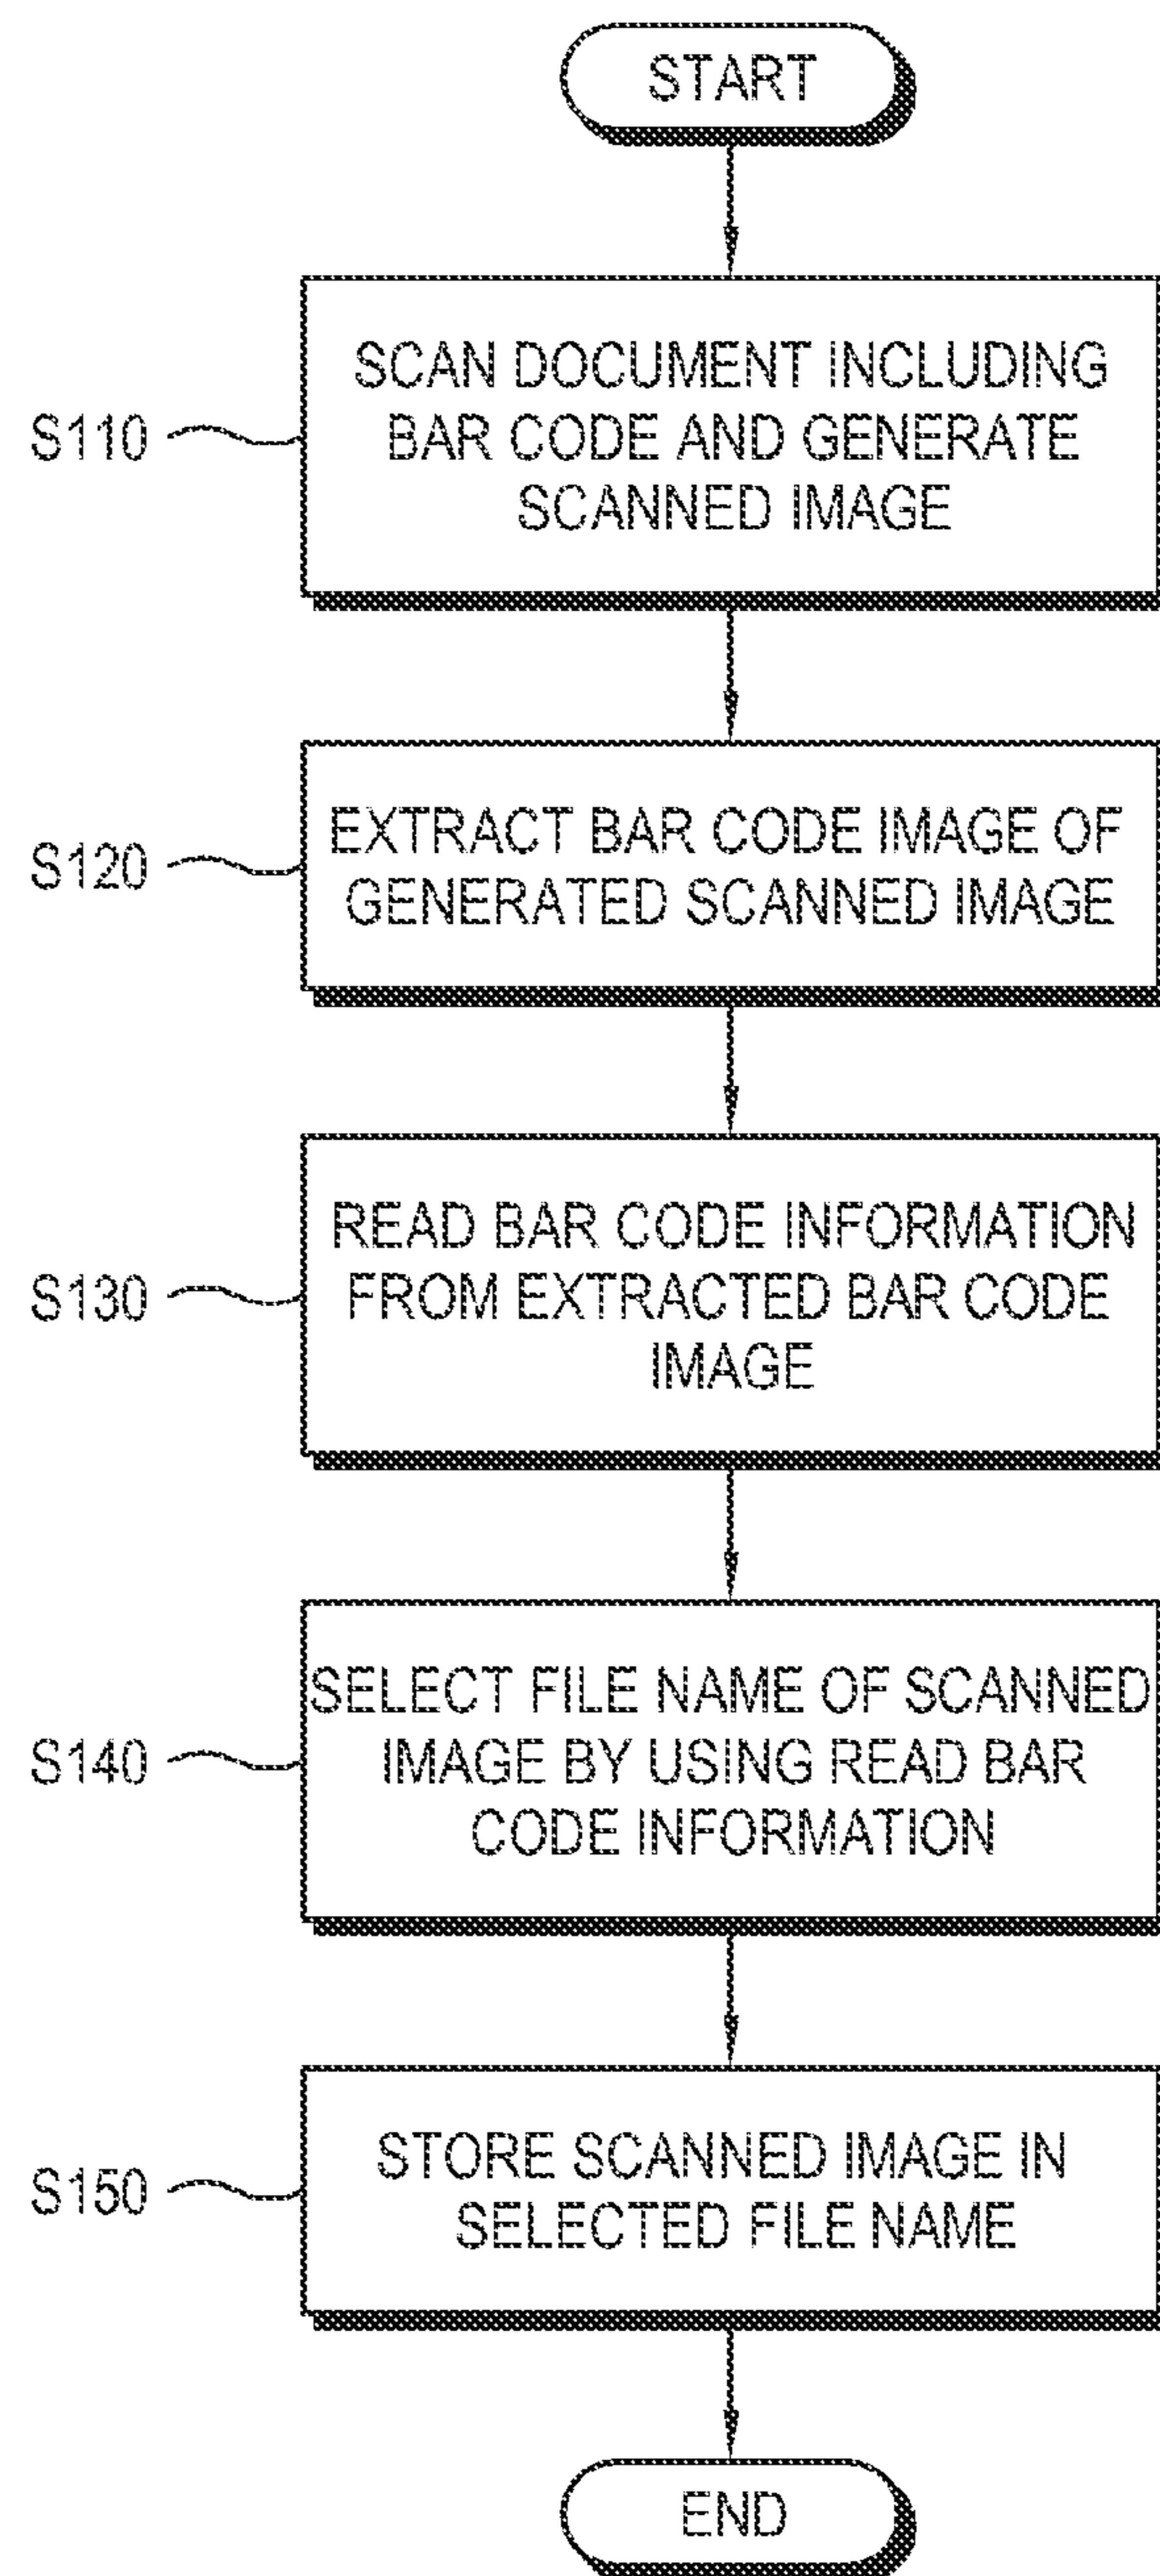 START
S110
SCAN DOCUMENT INCLUDING
BAR CODE AND GENERATE
SCANNED IMAGE
S120
EXTRACT BAR CODE IMAGE OF
GENERATED SCANNED IMAGE
S130
READ BAR CODE INFORMATION
FROM EXTRACTED BAR CODE
IMAGE
S140
SELECT FILE NAME OF SCANNED
IMAGE BY USING READ BAR
CODE INFORMATION
S150
STORE SCANNED IMAGE IN
SELECTED FILE NAME
END